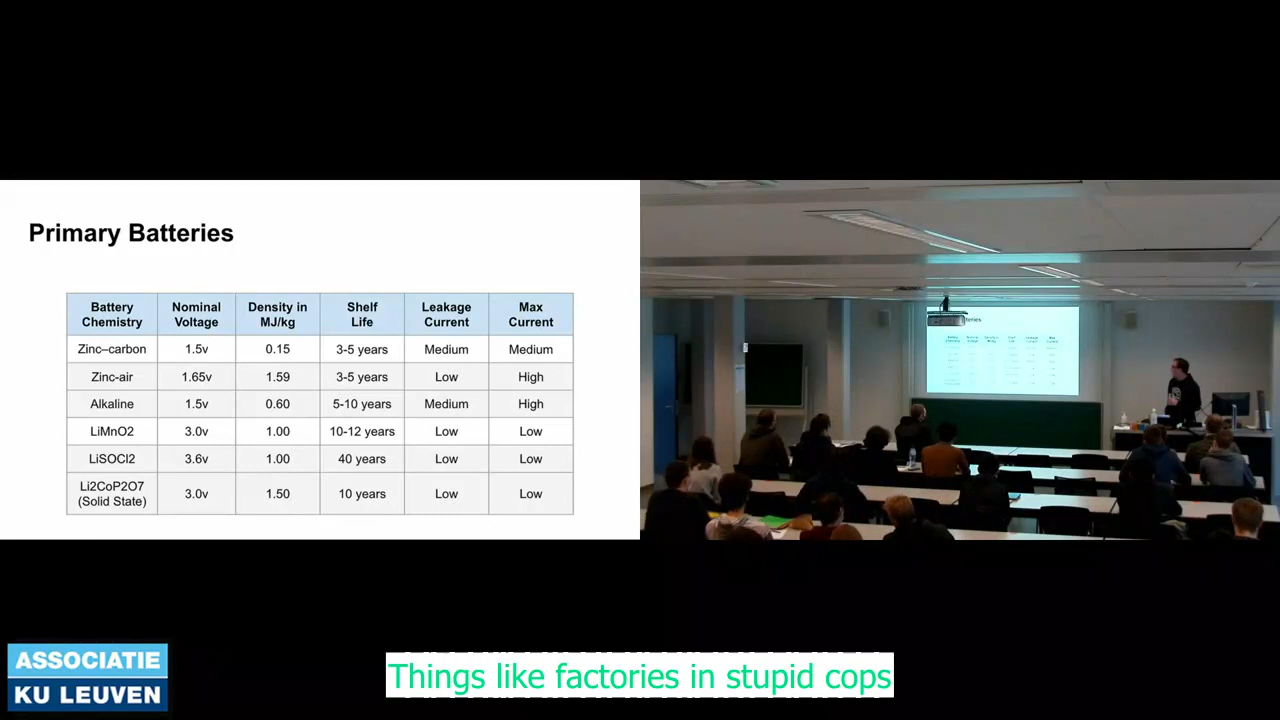 Primary Batteries
Battery Chemistry Nominal Voltage Density in MJ/kg Shelf Life Leakage Current Max Current
Zinc–carbon 1.5v 0.15 3-5 years Medium Medium
Zinc-air 1.65v 1.59 3-5 years Low High
Alkaline 1.5v 0.60 5-10 years Medium High
LiMnO2 3.0v 1.00 10-12 years Low Low
LiSOCl2 3.6v 1.00 40 years Low Low
Li2CoP2O7 (Solid State) 3.0v 1.50 10 years Low Low
ASSOCIATIE
KU LEUVEN
Things like factories in stupid cops